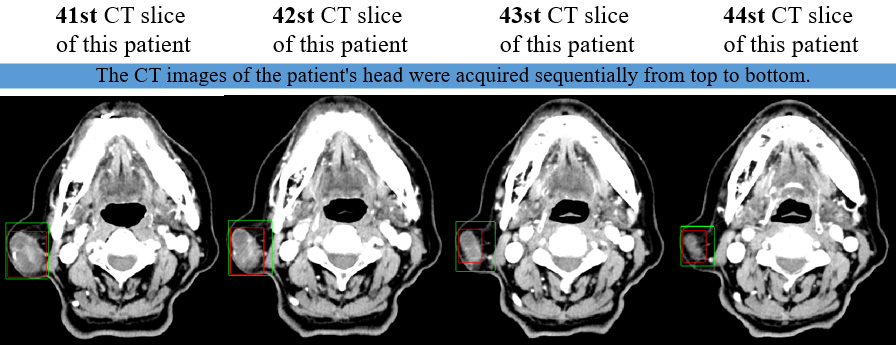 41st CT slice
of this patient
42st CT slice
of this patient
43st CT slice
of this patient
44st CT slice
of this patient
The CT images of the patient's head were acquired sequentially from top to bottom.